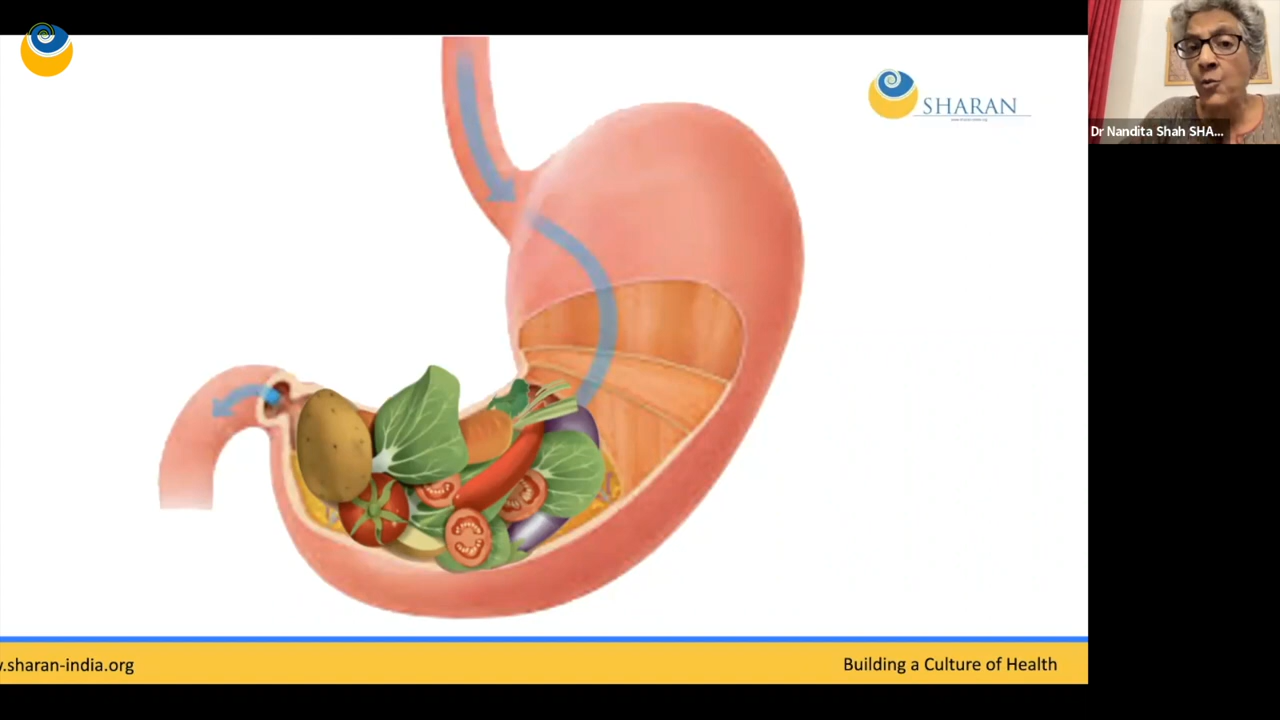 SHARAN
Dr Nandita Shah SHA...
.sharan-india.org
Building a Culture of Health